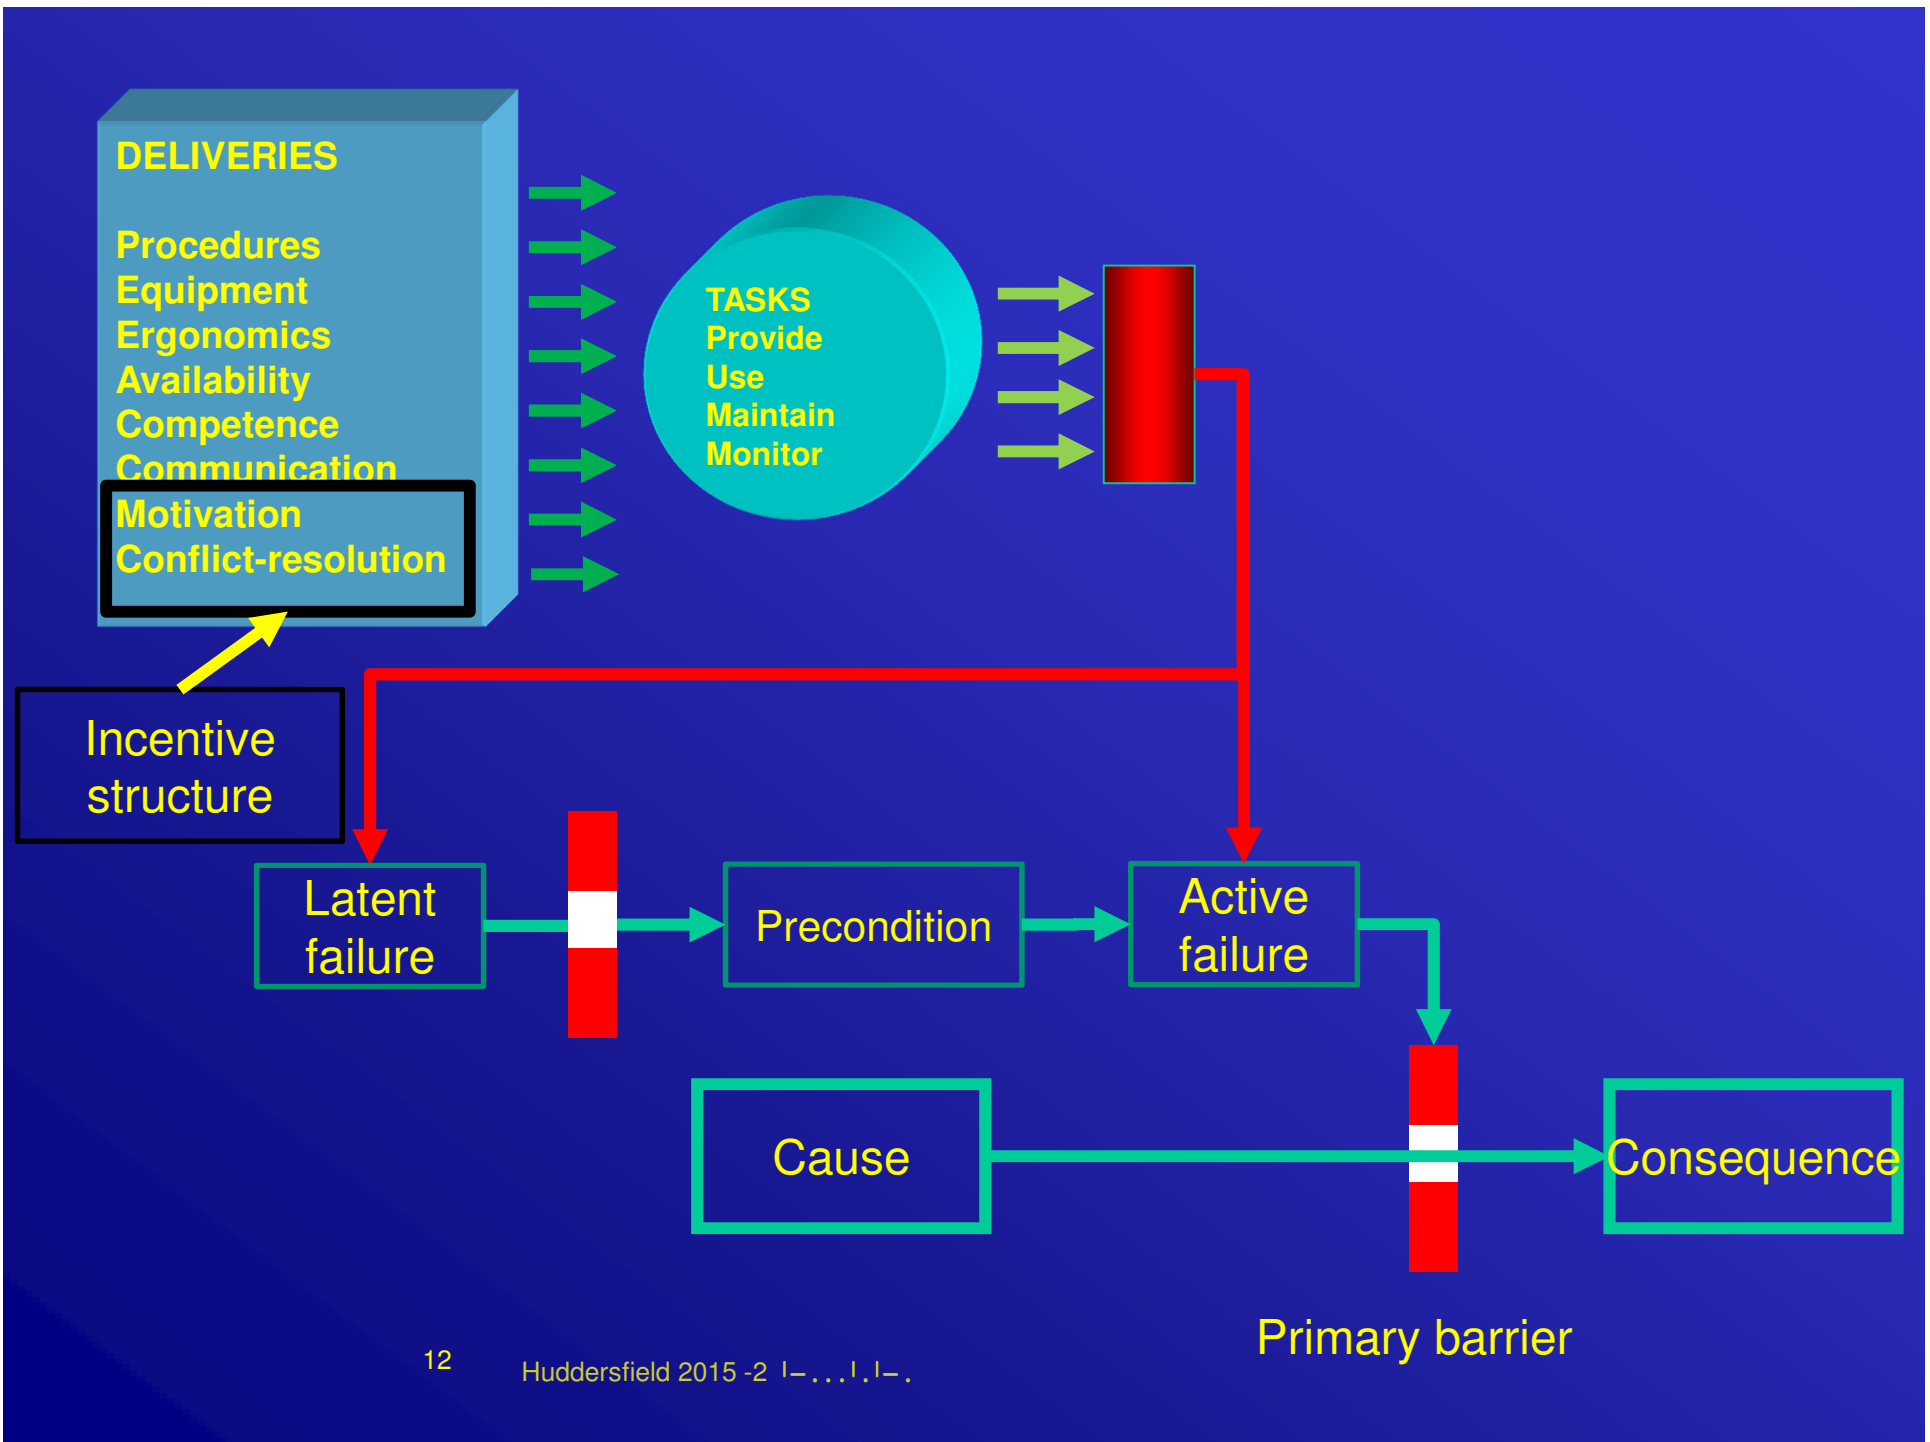 DELIVERIES
Procedures
Equipment
Ergonomics
Availability
Competence
Communication
Motivation
Conflict-resolution
TASKS
Provide
Use
Maintain
Monitor
Incentive
structure
Latent
failure
Precondition
Active
failure
Cause
Consequence
Primary barrier
12
Huddersfield 2015 -2